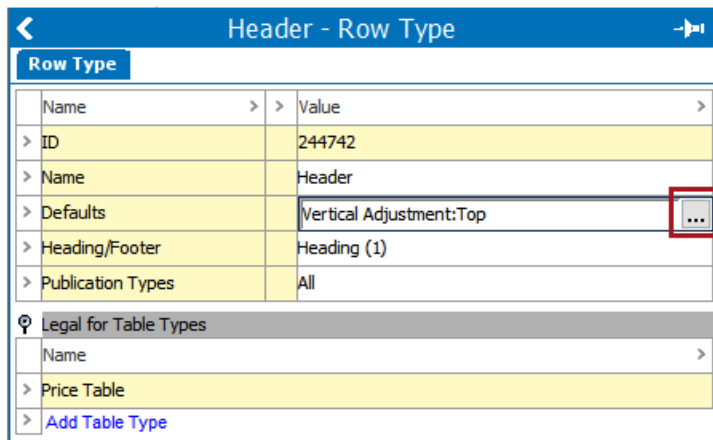 Header - Row Type
Row Type
Name > > Value >
> ID 244742
> Name Header
> Defaults Vertical Adjustment:Top ...
> Heading/Footer Heading (1)
> Publication Types All
Legal for Table Types
Name >
> Price Table
> Add Table Type